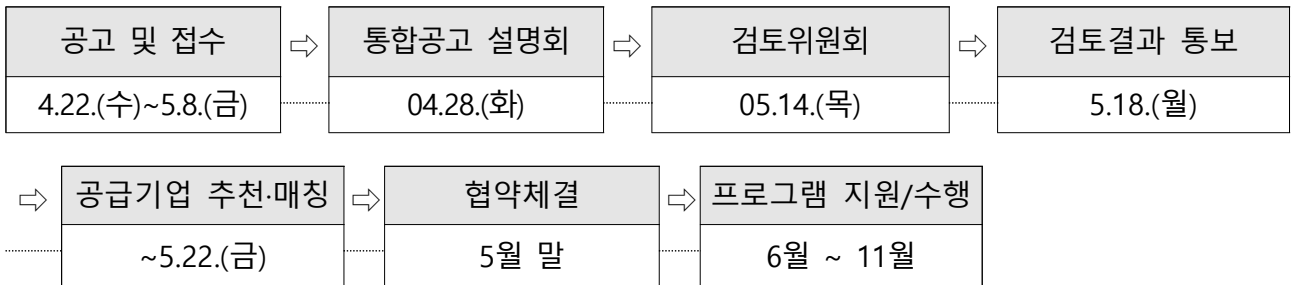 공고 및 접수 ⇨ 통합공고 설명회 ⇨ 검토위원회 ⇨ 검토결과 통보
4.22.(수)~5.8.(금) 04.28.(화) 05.14.(목) 5.18.(월)
⇨ 공급기업 추천·매칭 ⇨ 협약체결 ⇨ 프로그램 지원/수행
~5.22.(금) 5월 말 6월 ~ 11월